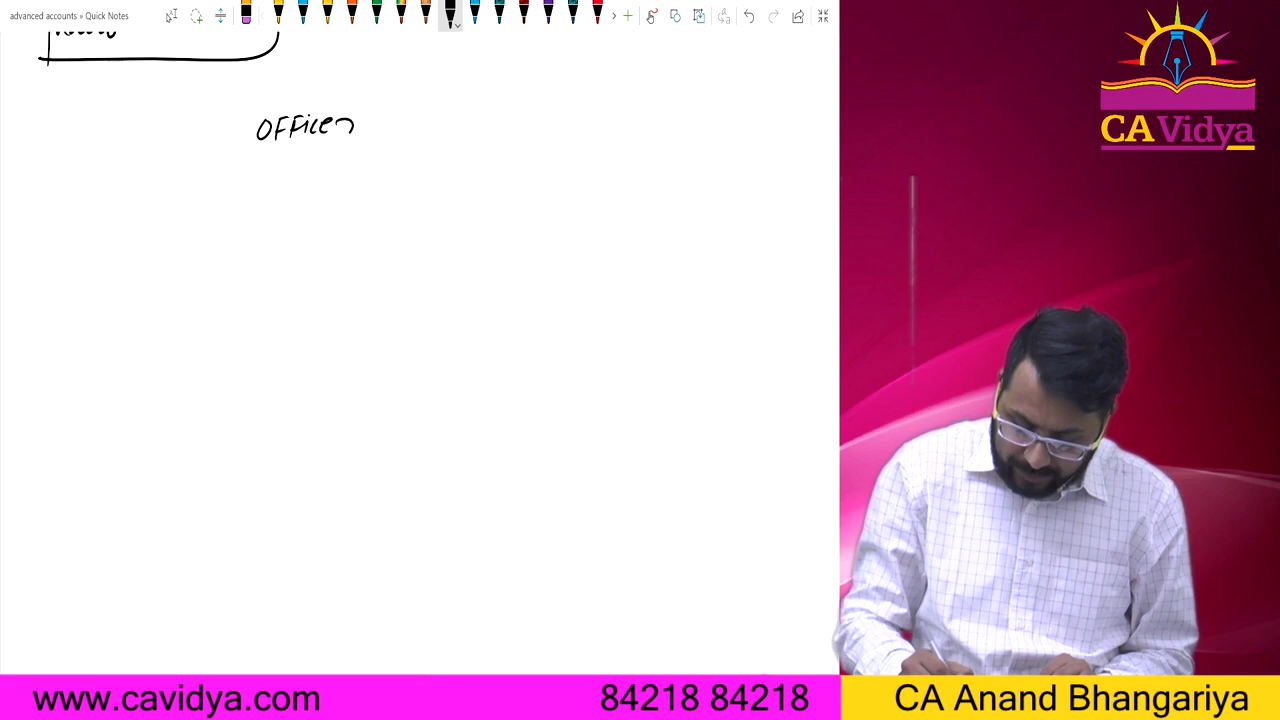 advanced accounts » Quick Notes
CA Vidya
OFFicer
www.cavidya.com
84218 84218
CA Anand Bhangariya